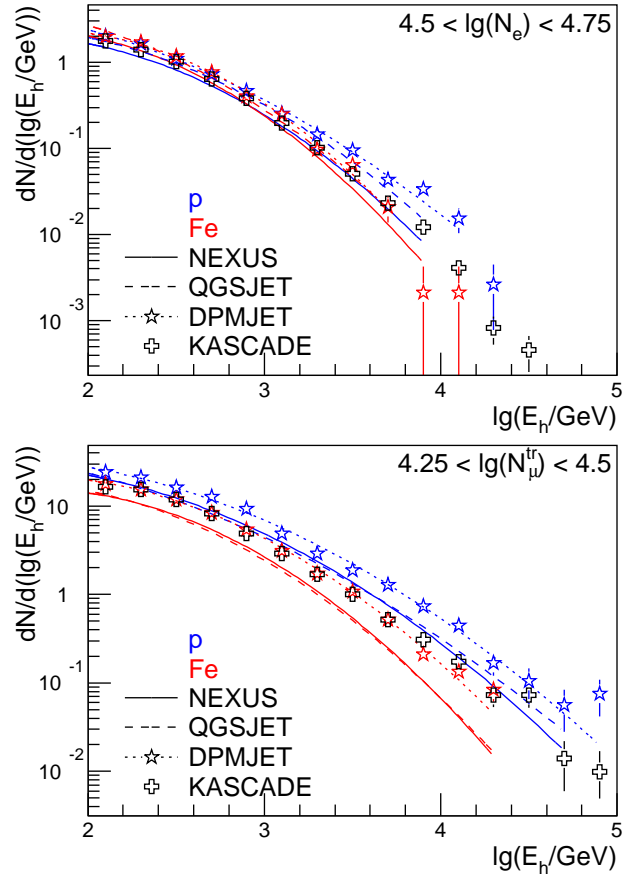 4.5 < lg(N_e) < 4.75
dN/d(lg(E_h/GeV))
1
10^-1
10^-2
10^-3
p
Fe
NEXUS
QGSJET
DPMJET
KASCADE
2 3 4 5
lg(E_h/GeV)
4.25 < lg(N_μ^tr) < 4.5
dN/d(lg(E_h/GeV))
10
1
10^-1
10^-2
p
Fe
NEXUS
QGSJET
DPMJET
KASCADE
2 3 4 5
lg(E_h/GeV)